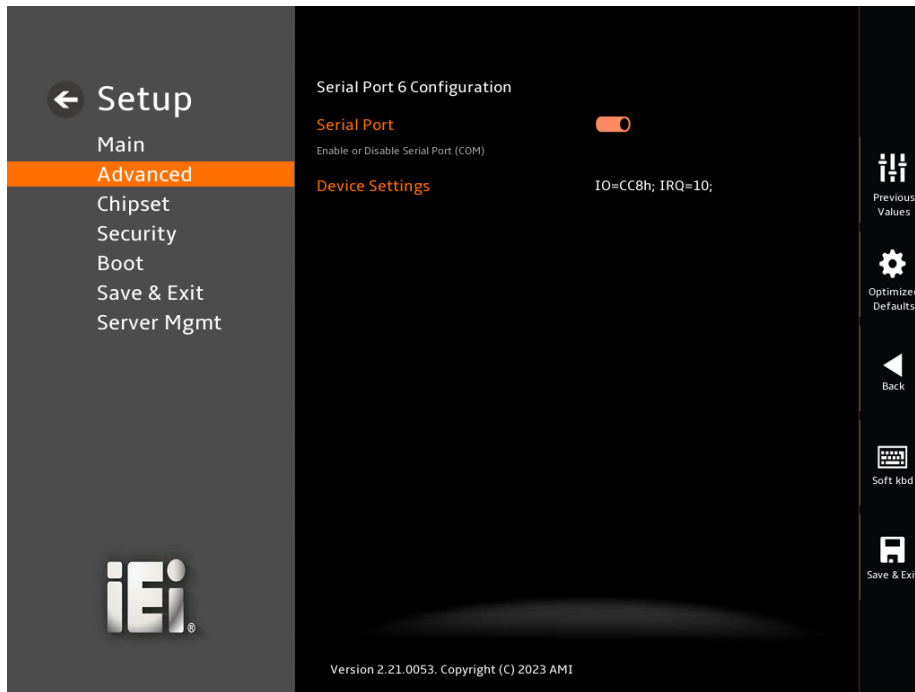 Setup
Main
Advanced
Chipset
Security
Boot
Save & Exit
Server Mgmt
iEi®
Serial Port 6 Configuration
Serial Port
Enable or Disable Serial Port (COM)
Device Settings IO=CC8h; IRQ=10;
Version 2.21.0053. Copyright (C) 2023 AMI
Previous
Values
Optimized
Defaults
Back
Soft kbd
Save & Exi